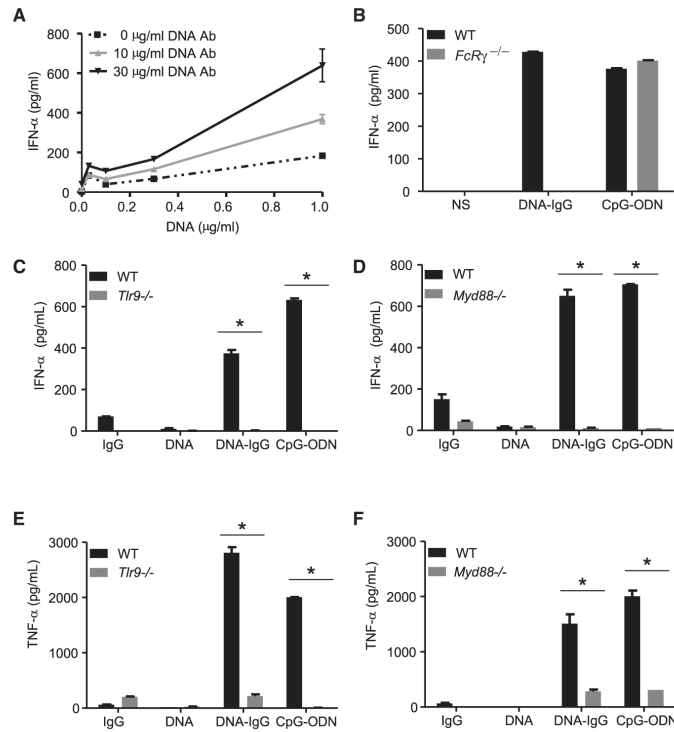 A
0 μg/ml DNA Ab
10 μg/ml DNA Ab
30 μg/ml DNA Ab
IFN-α (pg/ml)
800
600
400
200
0
0.0 0.2 0.4 0.6 0.8 1.0
DNA (μg/ml)
B
WT
FcRγ −/−
IFN-α (pg/ml)
500
400
300
200
100
0
NS DNA-IgG CpG-ODN
C
WT
Tlr9-/-
IFN-α (pg/mL)
800
600
400
200
0
* *
IgG DNA DNA-IgG CpG-ODN
D
WT
Myd88-/-
IFN-α (pg/mL)
800
600
400
200
0
* *
IgG DNA DNA-IgG CpG-ODN
E
WT
Tlr9-/-
TNF-α (pg/mL)
3000
2000
1000
0
* *
IgG DNA DNA-IgG CpG-ODN
F
WT
Myd88-/-
TNF-α (pg/mL)
3000
2000
1000
0
* *
IgG DNA DNA-IgG CpG-ODN